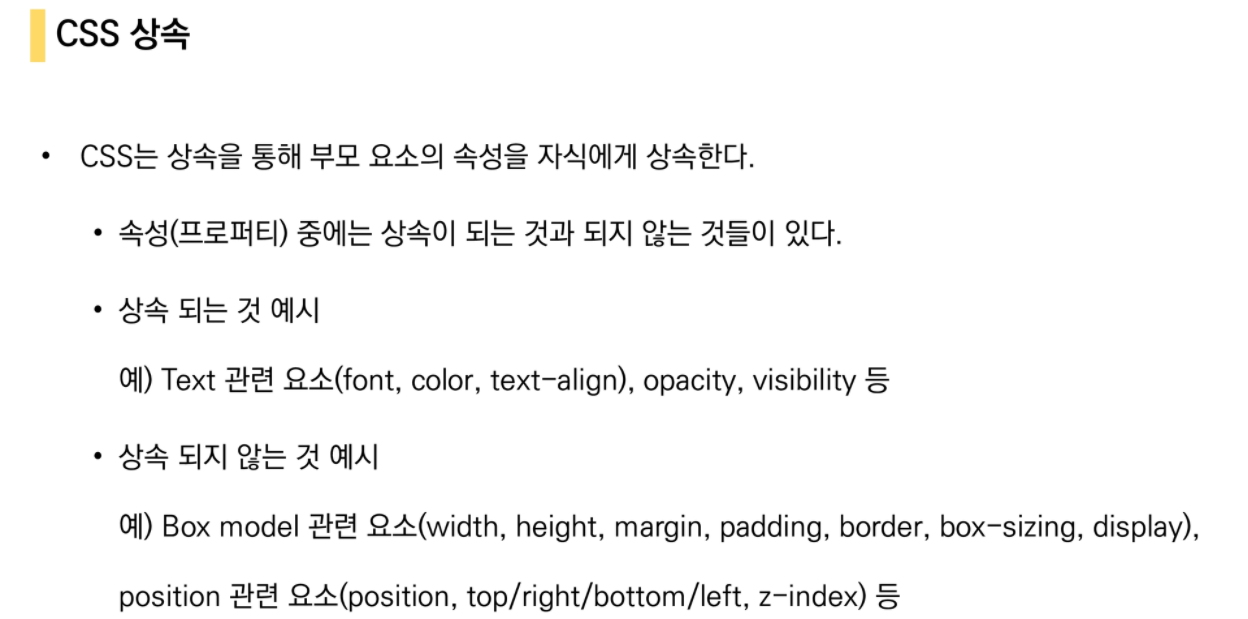 CSS 상속
• CSS는 상속을 통해 부모 요소의 속성을 자식에게 상속한다.
• 속성(프로퍼티) 중에는 상속이 되는 것과 되지 않는 것들이 있다.
• 상속 되는 것 예시
예) Text 관련 요소(font, color, text-align), opacity, visibility 등
• 상속 되지 않는 것 예시
예) Box model 관련 요소(width, height, margin, padding, border, box-sizing, display),
position 관련 요소(position, top/right/bottom/left, z-index) 등